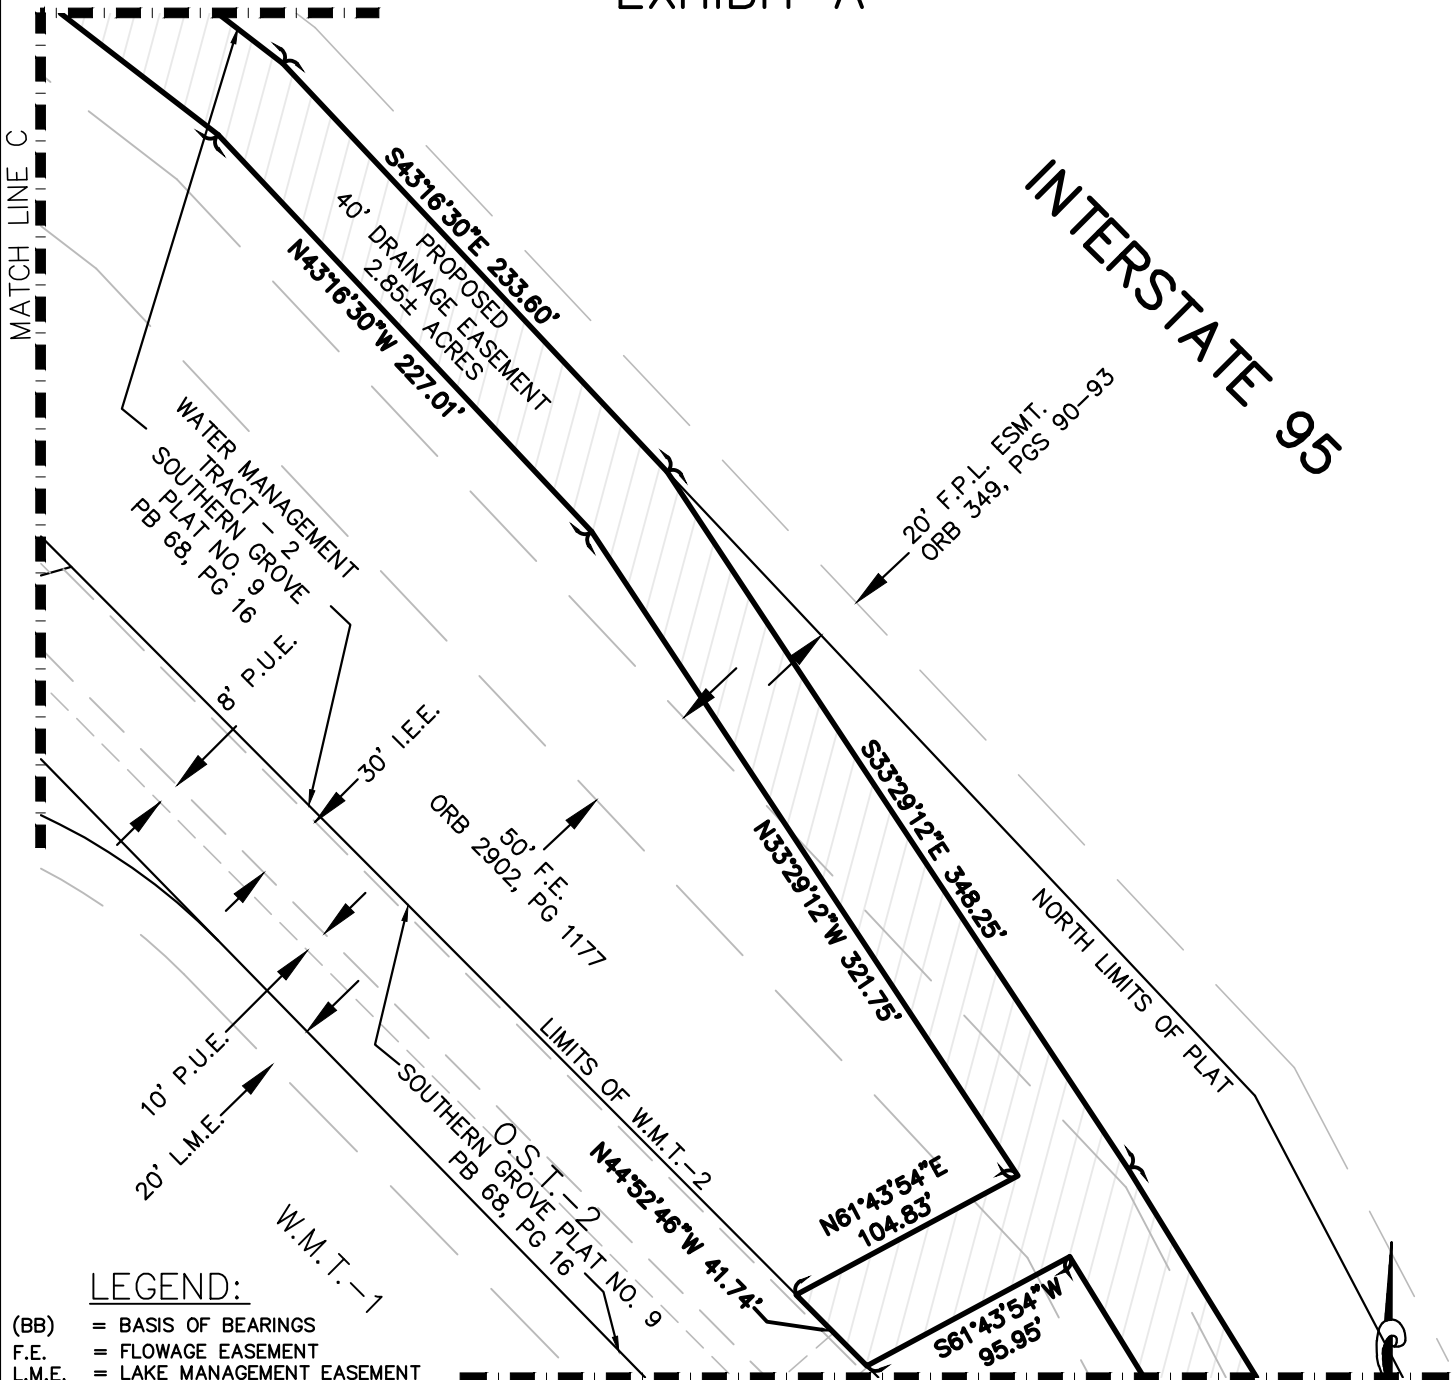 EXHIBIT "A"
MATCH LINE C
INTERSTATE 95
S43°16'30"E 233.60'
PROPOSED
40' DRAINAGE EASEMENT
2.85± ACRES
N43°16'30"W 227.01'
20' F.P.L. ESMT.
ORB 349, PGS 90-93
WATER MANAGEMENT
TRACT - 2
SOUTHERN GROVE
PLAT NO. 9
PB 68, PG 16
8' P.U.E.
30' I.E.E.
50' F.E.
ORB 2902, PG 1177
S33°29'12"E 348.25'
N33°29'12"W 321.75'
NORTH LIMITS OF PLAT
10' P.U.E.
20' L.M.E.
LIMITS OF W.M.T.-2
O.S.T.-2
SOUTHERN GROVE PLAT NO. 9
PB 68, PG 16
N44°52'46"W 41.74'
N61°43'54"E
104.83'
S61°43'54"W
95.95'
W.M.T.-1
LEGEND:
(BB) = BASIS OF BEARINGS
F.E. = FLOWAGE EASEMENT
L.M.E. = LAKE MANAGEMENT EASEMENT